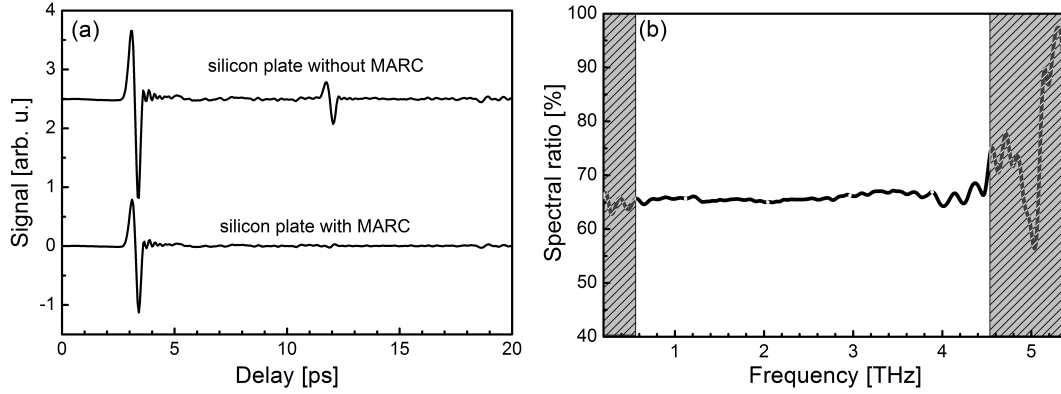 (a)
silicon plate without MARC
silicon plate with MARC
Signal [arb. u.]
4
3
2
1
0
-1
0
5
10
15
20
Delay [ps]
(b)
Spectral ratio [%]
100
90
80
70
60
50
40
1
2
3
4
5
Frequency [THz]